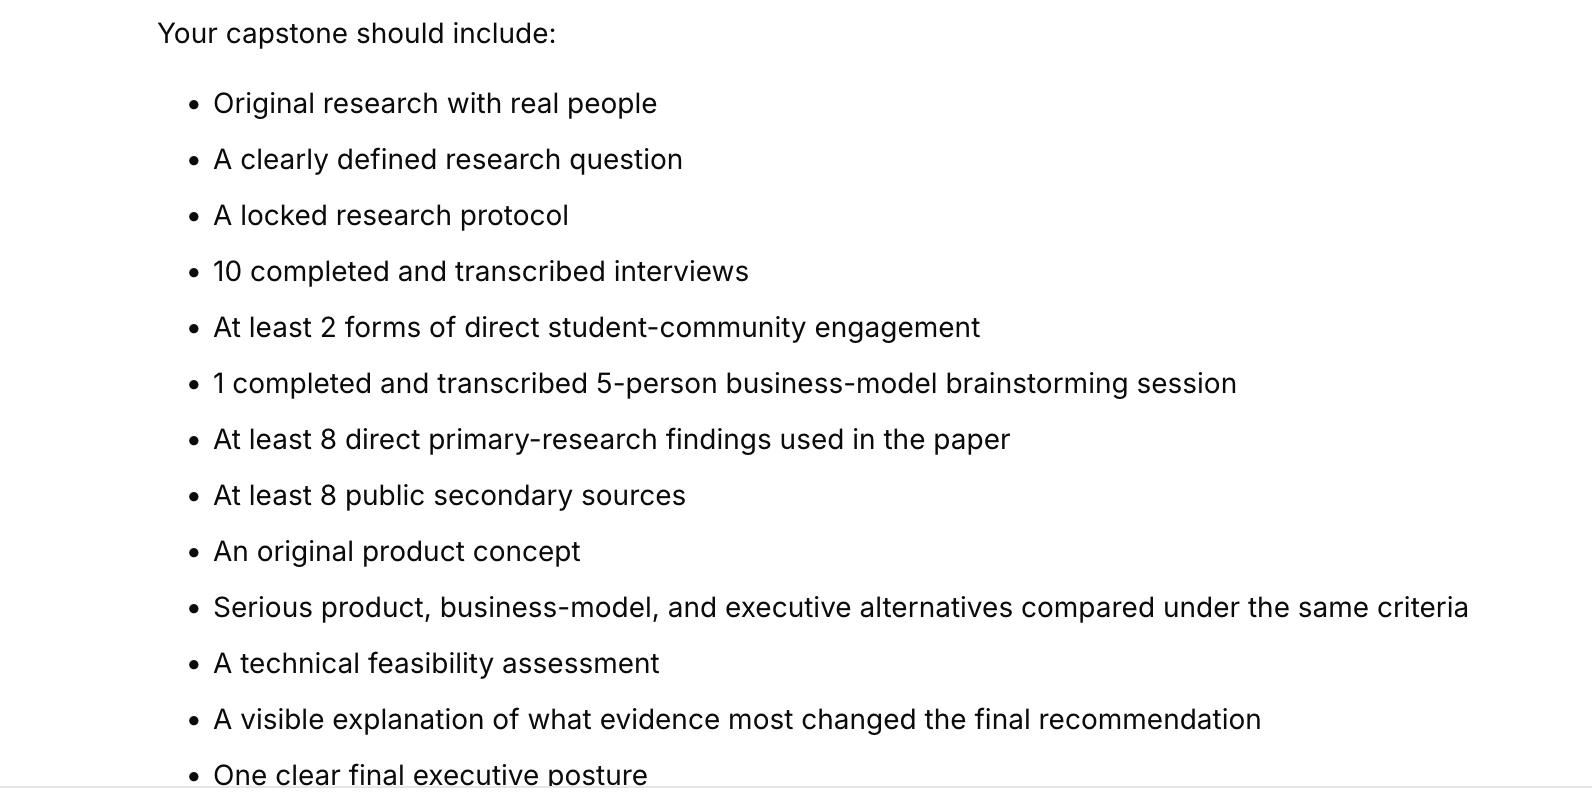 Your capstone should include:
• Original research with real people
• A clearly defined research question
• A locked research protocol
• 10 completed and transcribed interviews
• At least 2 forms of direct student-community engagement
• 1 completed and transcribed 5-person business-model brainstorming session
• At least 8 direct primary-research findings used in the paper
• At least 8 public secondary sources
• An original product concept
• Serious product, business-model, and executive alternatives compared under the same criteria
• A technical feasibility assessment
• A visible explanation of what evidence most changed the final recommendation
• One clear final executive posture